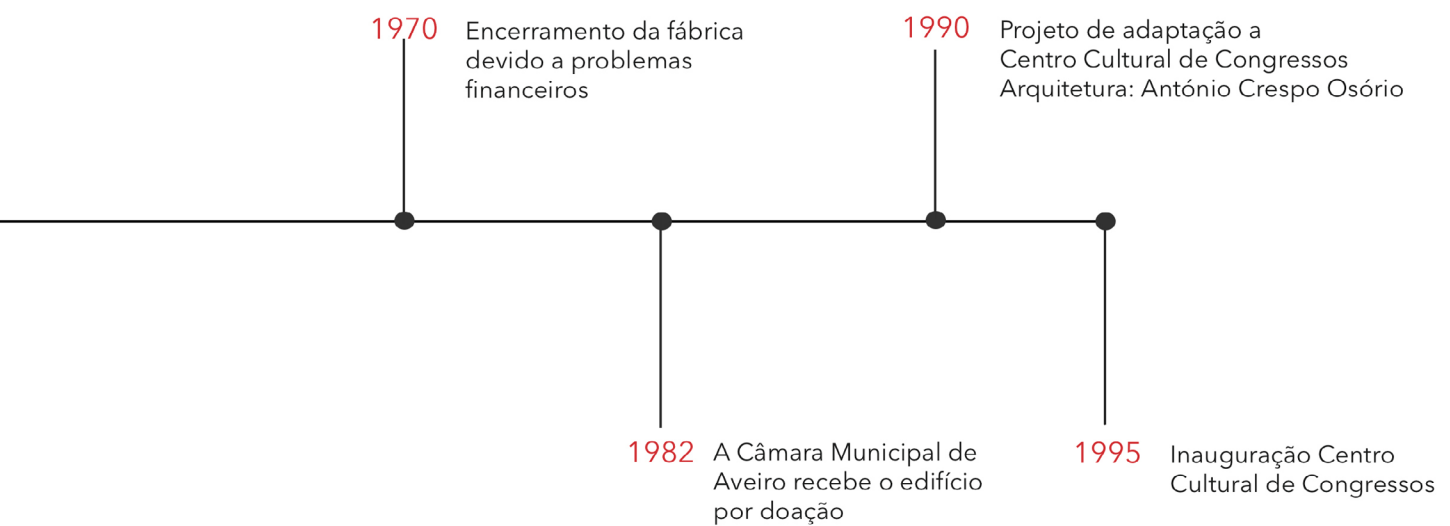 1970
Encerramento da fábrica
devido a problemas
financeiros
1990
Projeto de adaptação a
Centro Cultural de Congressos
Arquitetura: António Crespo Osório
1982
A Câmara Municipal de
Aveiro recebe o edifício
por doação
1995
Inauguração Centro
Cultural de Congressos